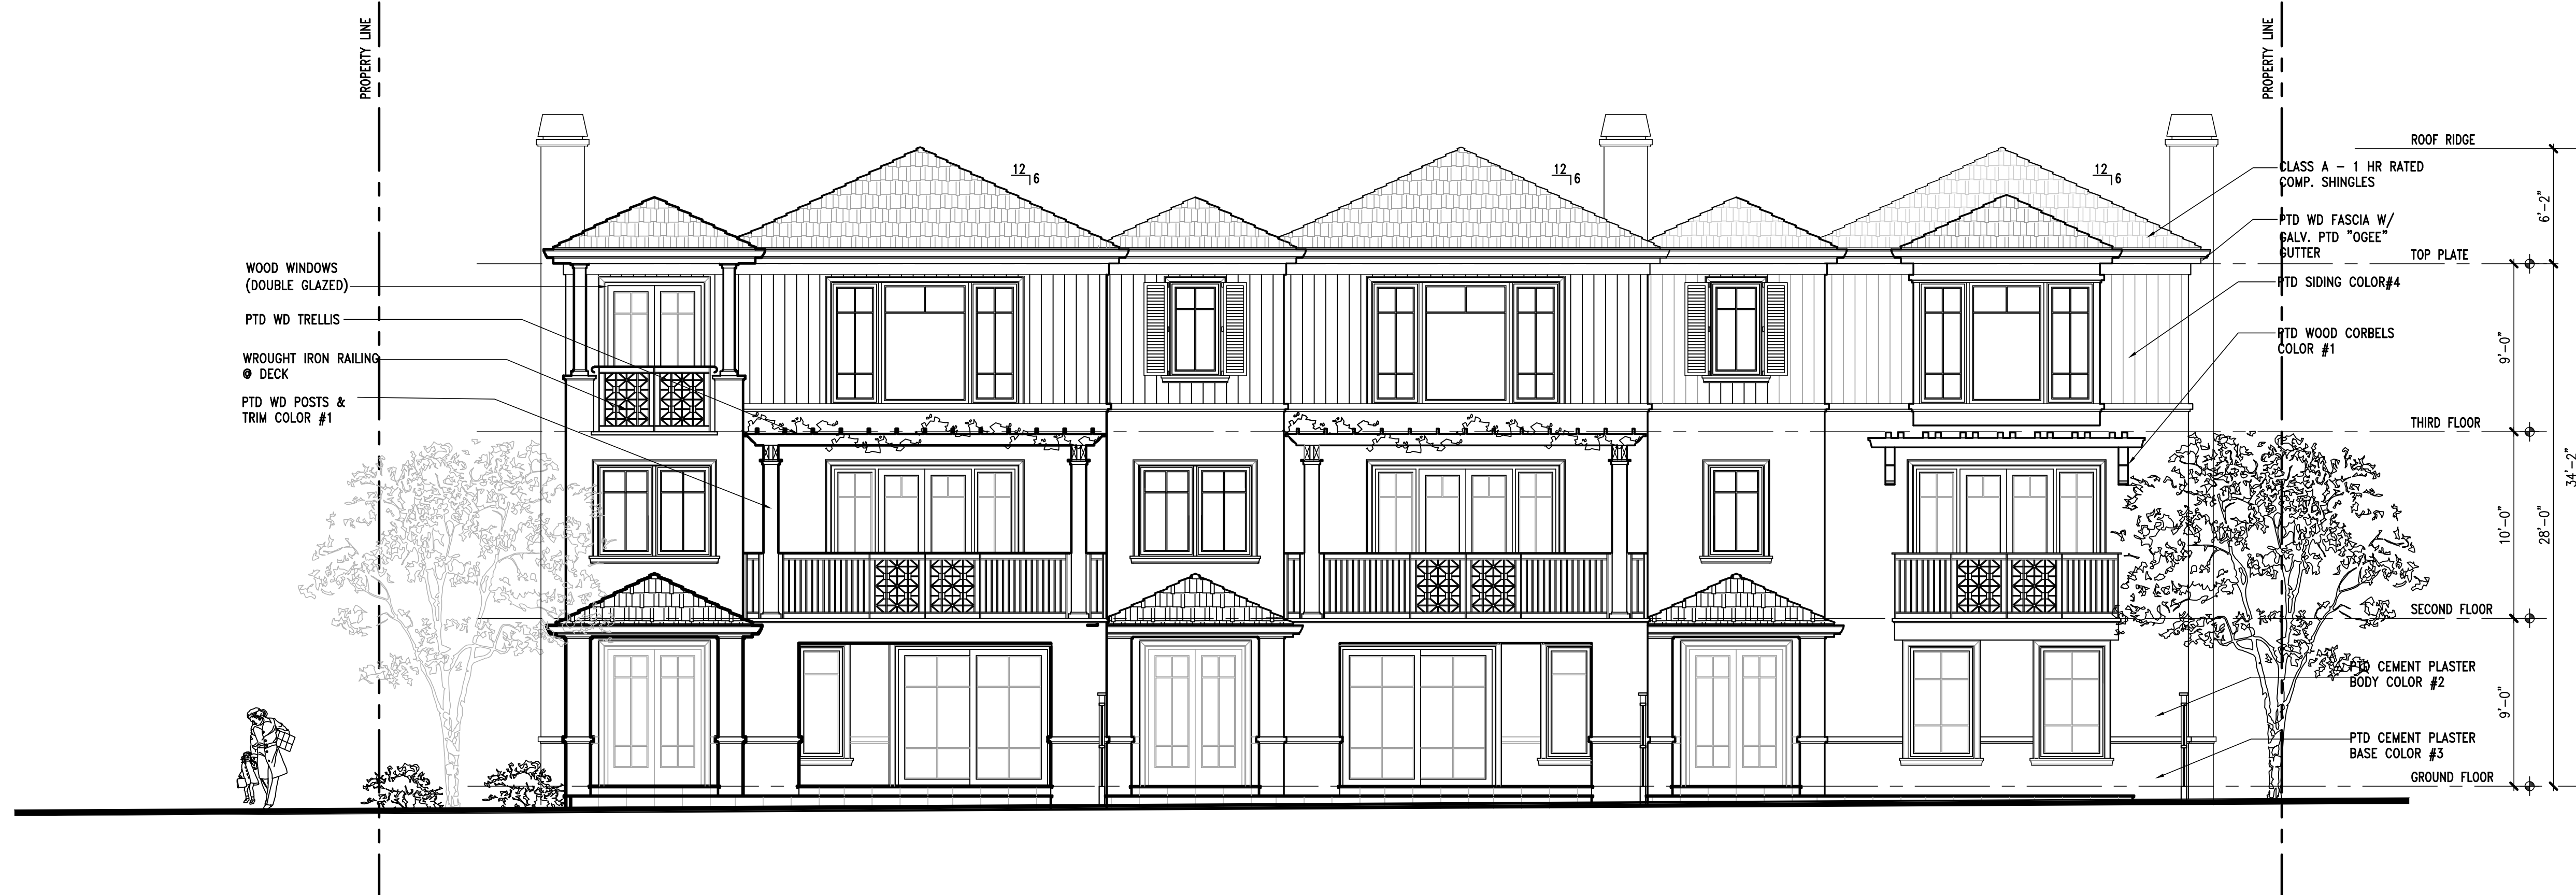 PROPERTY LINE
PROPERTY LINE
WOOD WINDOWS
(DOUBLE GLAZED)
PTD WD TRELLIS
WROUGHT IRON RAILING
@ DECK
PTD WD POSTS &
TRIM COLOR #1
12
6
12
6
12
6
ROOF RIDGE
CLASS A - 1 HR RATED
COMP. SHINGLES
PTD WD FASCIA W/
GALV. PTD "OGEE"
GUTTER
TOP PLATE
PTD SIDING COLOR#4
PTD WOOD CORBELS
COLOR #1
THIRD FLOOR
SECOND FLOOR
PTD CEMENT PLASTER
BODY COLOR #2
PTD CEMENT PLASTER
BASE COLOR #3
GROUND FLOOR
6'-2"
9'-0"
10'-0"
9'-0"
28'-0"
34'-2"